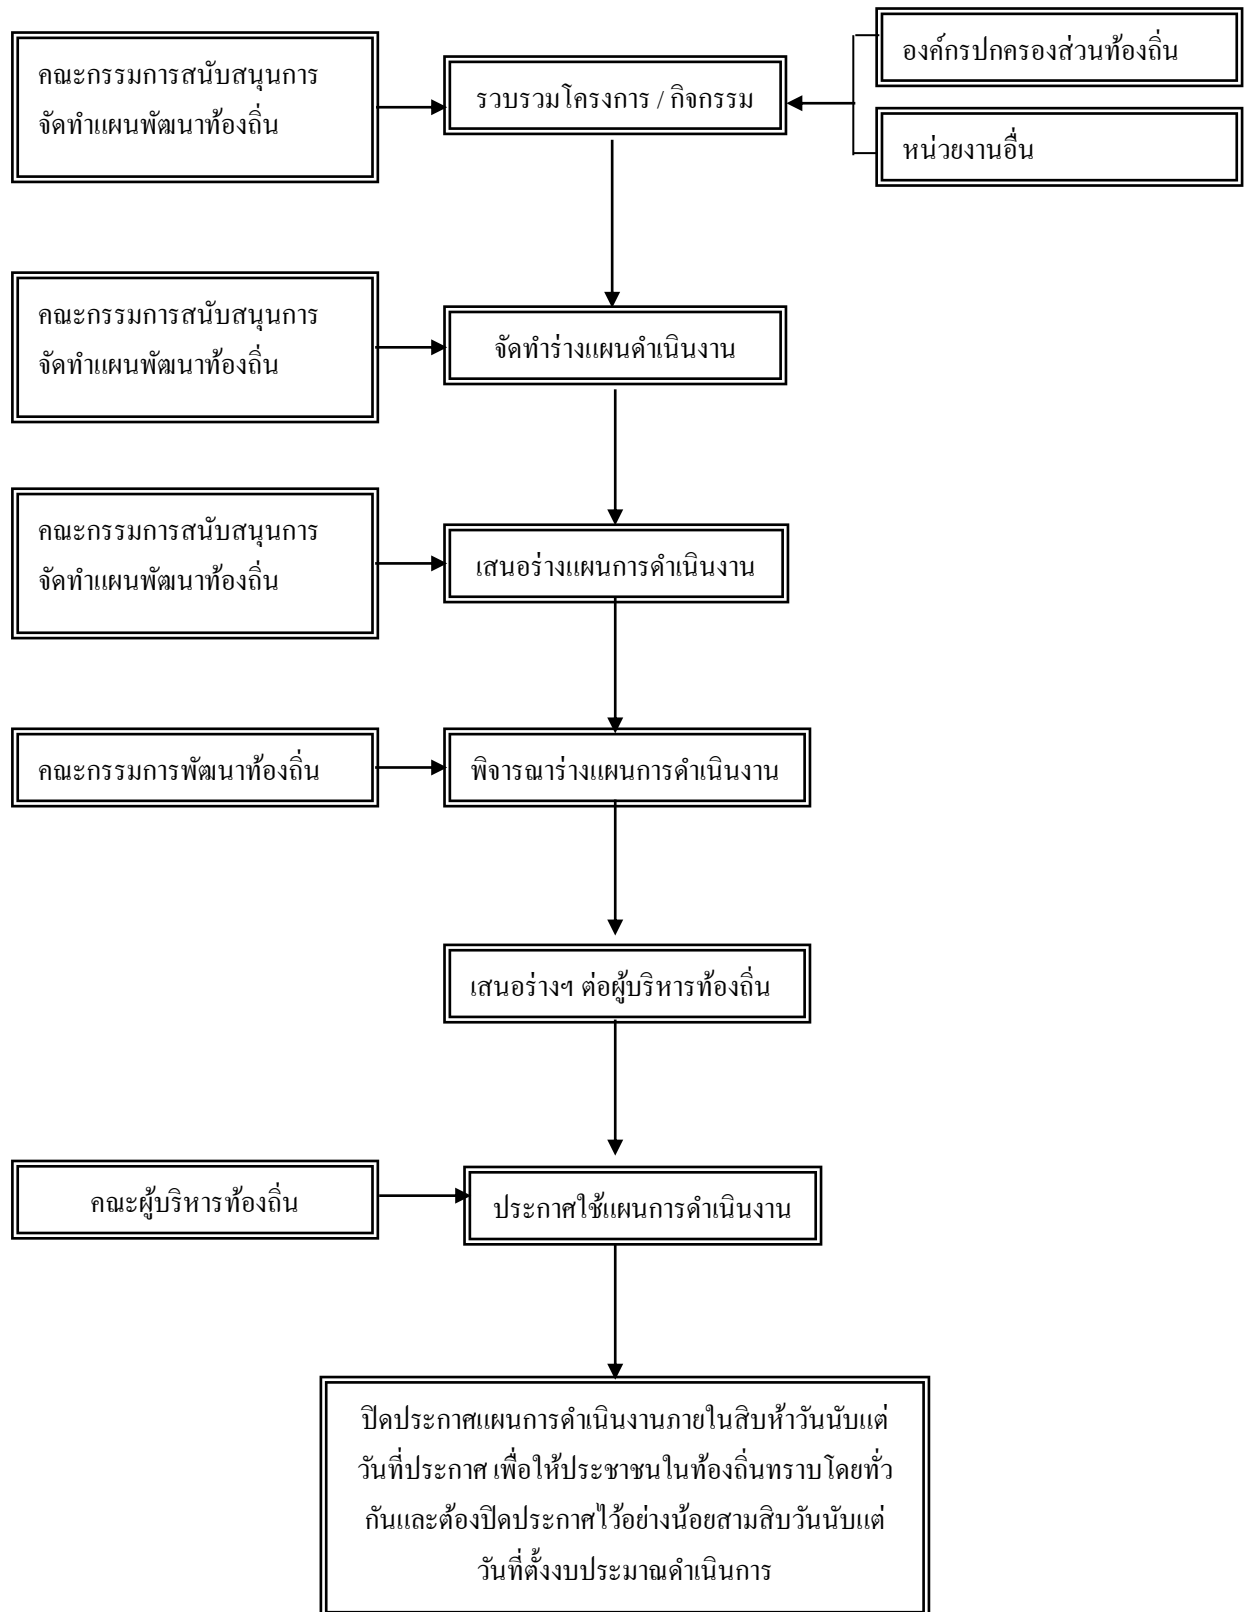 คณะกรรมการสนับสนุนการ
จัดทำแผนพัฒนาท้องถิ่น
รวบรวมโครงการ / กิจกรรม
องค์กรปกครองส่วนท้องถิ่น
หน่วยงานอื่น
คณะกรรมการสนับสนุนการ
จัดทำแผนพัฒนาท้องถิ่น
จัดทำร่างแผนดำเนินงาน
คณะกรรมการสนับสนุนการ
จัดทำแผนพัฒนาท้องถิ่น
เสนอร่างแผนการดำเนินงาน
คณะกรรมการพัฒนาท้องถิ่น
พิจารณาร่างแผนการดำเนินงาน
เสนอร่างฯ ต่อผู้บริหารท้องถิ่น
คณะผู้บริหารท้องถิ่น
ประกาศใช้แผนการดำเนินงาน
ปิดประกาศแผนการดำเนินงานภายในสิบห้าวันนับแต่
วันที่ประกาศ เพื่อให้ประชาชนในท้องถิ่นทราบโดยทั่ว
กันและต้องปิดประกาศไว้อย่างน้อยสามสิบวันนับแต่
วันที่ตั้งงบประมาณดำเนินการ